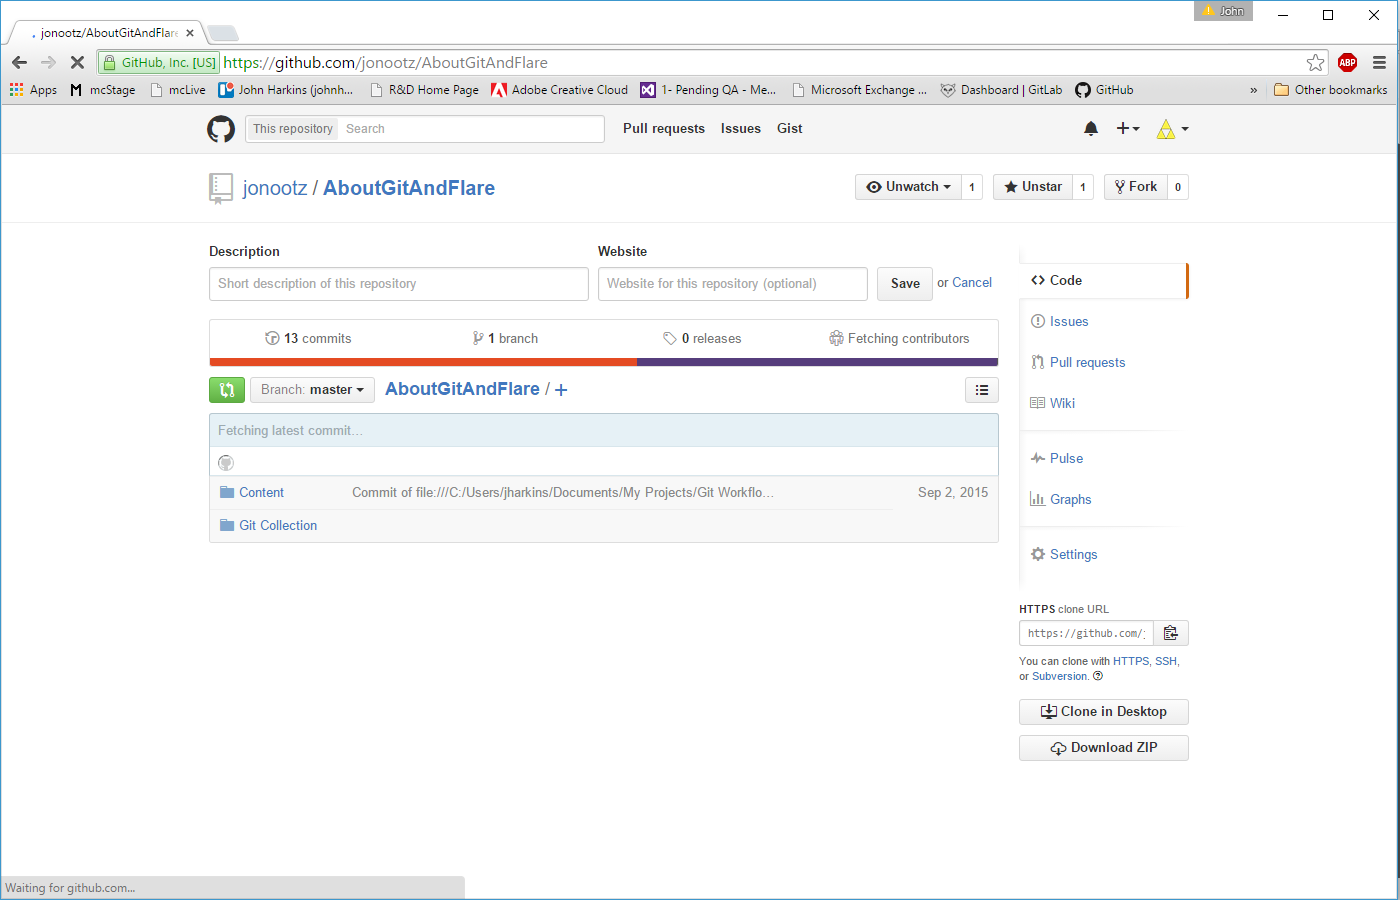 John
jonootz/AboutGitAndFlare
GitHub, Inc. [US] https://github.com/jonootz/AboutGitAndFlare
ABP
Apps mcStage mcLive John Harkins (johnh... R&D Home Page Adobe Creative Cloud 1- Pending QA - Me... Microsoft Exchange ... Dashboard | GitLab GitHub » Other bookmarks
This repository Search Pull requests Issues Gist
jonootz / AboutGitAndFlare Unwatch 1 Unstar 1 Fork 0
Description Website
Short description of this repository Website for this repository (optional) Save or Cancel
13 commits 1 branch 0 releases Fetching contributors
Branch: master AboutGitAndFlare / +
Fetching latest commit...
Content Commit of file:///C:/Users/jharkins/Documents/My Projects/Git Workflo... Sep 2, 2015
Git Collection
Code
Issues
Pull requests
Wiki
Pulse
Graphs
Settings
HTTPS clone URL
https://github.com/
You can clone with HTTPS, SSH,
or Subversion.
Clone in Desktop
Download ZIP
Waiting for github.com...